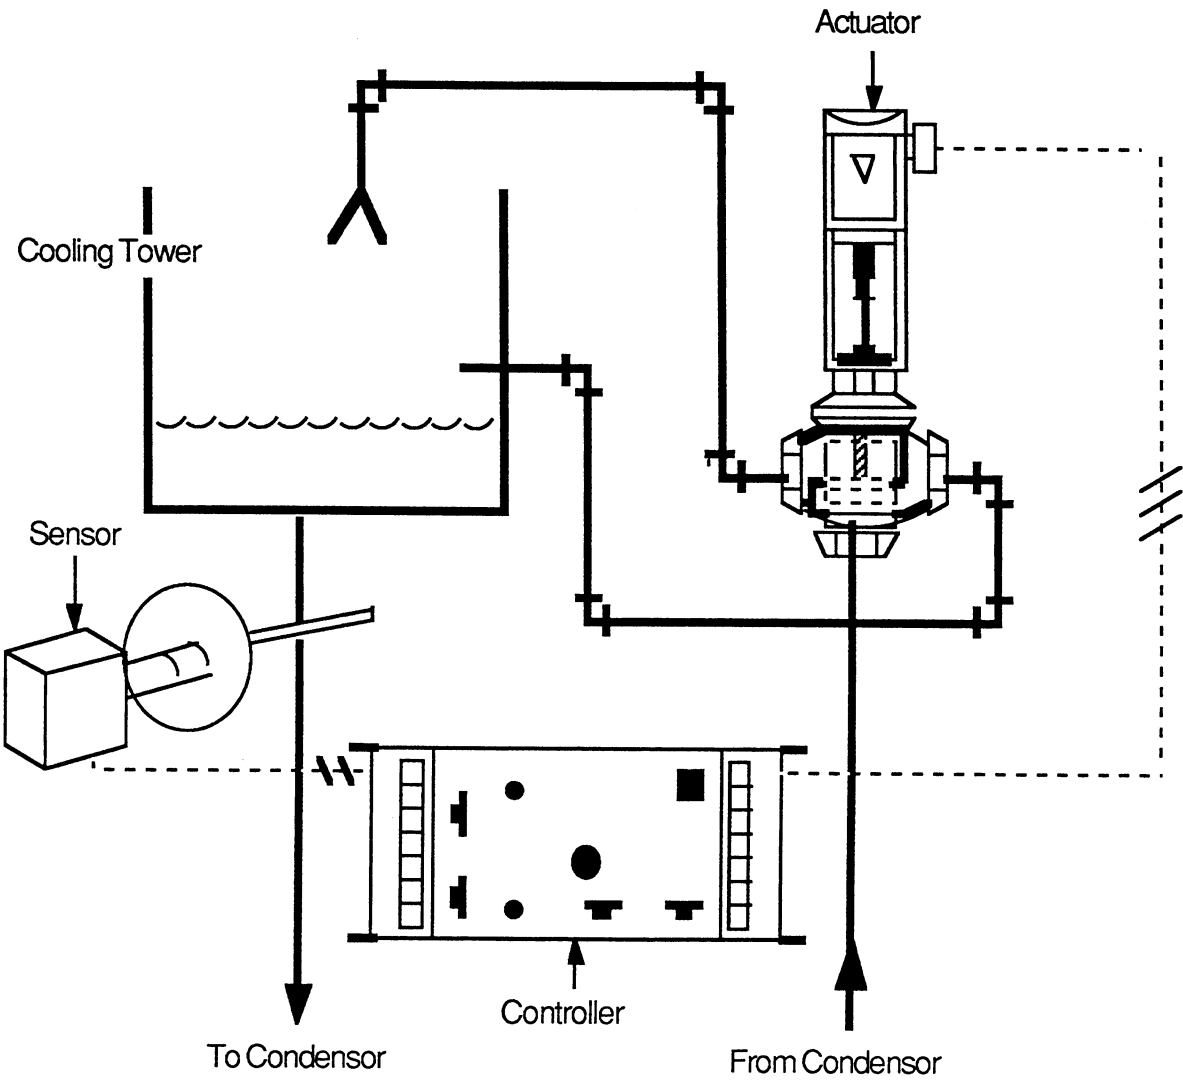 Actuator
Cooling Tower
Sensor
Controller
To Condensor
From Condensor